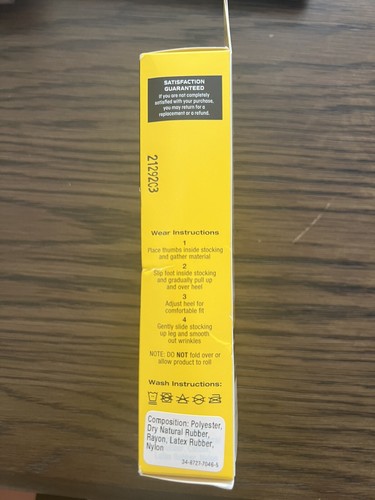 SATISFACTION
GUARANTEED
If you are not completely
satisfied with your purchase,
you may return for a
replacement or a refund.
2129203
Wear Instructions
1
Place thumbs inside stocking
and gather material
2
Slip foot inside stocking
and gradually pull up
and over heel
3
Adjust heel for
comfortable fit
4
Gently slide stocking
up leg and smooth
out wrinkles
NOTE: DO NOT fold over or
allow product to roll
Wash Instructions:
Composition: Polyester,
Dry Natural Rubber,
Rayon, Latex Rubber,
Nylon
34-8721-7046-5